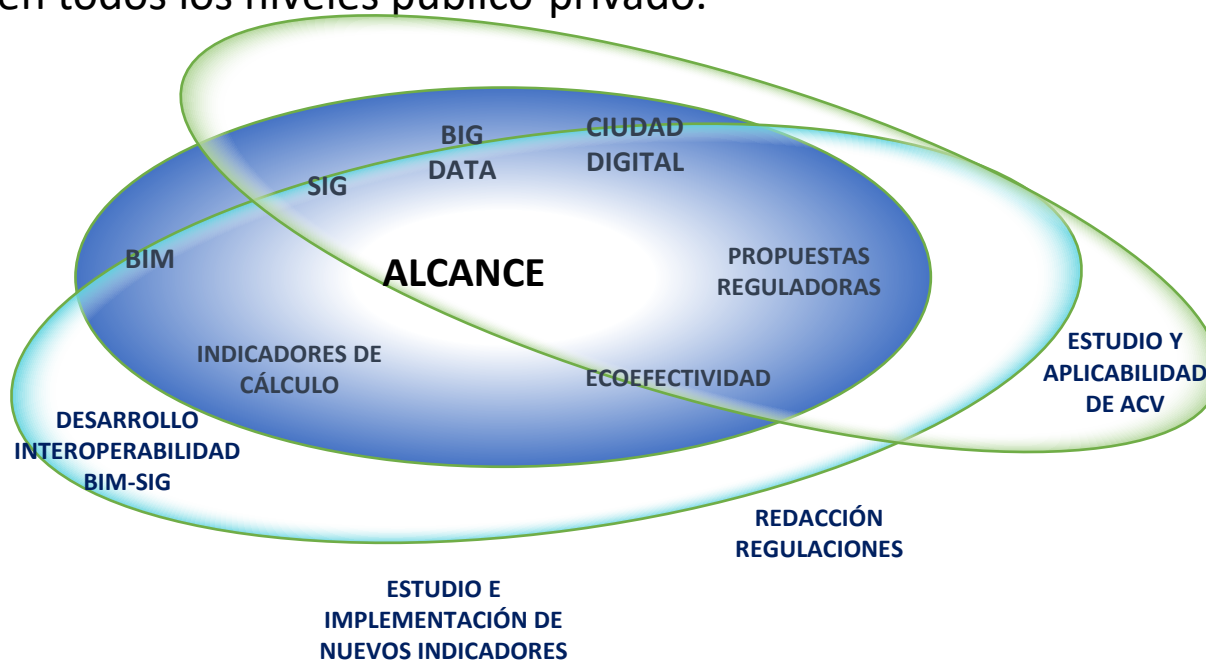 en todos los niveles público-privado.
BIG
DATA
CIUDAD
DIGITAL
SIG
BIM
ALCANCE
PROPUESTAS
REGULADORAS
INDICADORES DE
CÁLCULO
ECOEFECTIVIDAD
ESTUDIO Y
APLICABILIDAD
DE ACV
DESARROLLO
INTEROPERABILIDAD
BIM-SIG
REDACCIÓN
REGULACIONES
ESTUDIO E
IMPLEMENTACIÓN DE
NUEVOS INDICADORES